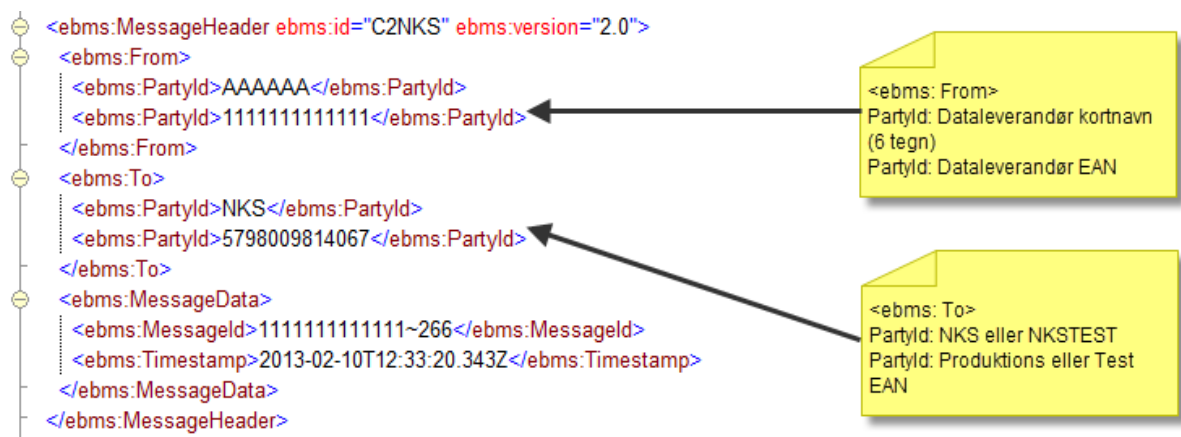 <ebms:MessageHeader ebms:id="C2NKS" ebms:version="2.0">
<ebms:From>
<ebms:PartyId>AAAAAA</ebms:PartyId>
<ebms:PartyId>1111111111111</ebms:PartyId>
</ebms:From>
<ebms:To>
<ebms:PartyId>NKS</ebms:PartyId>
<ebms:PartyId>5798009814067</ebms:PartyId>
</ebms:To>
<ebms:MessageData>
<ebms:MessageId>1111111111111~266</ebms:MessageId>
<ebms:Timestamp>2013-02-10T12:33:20.343Z</ebms:Timestamp>
</ebms:MessageData>
</ebms:MessageHeader>
<ebms: From>
PartyId: Dataleverandør kortnavn
(6 tegn)
PartyId: Dataleverandør EAN
<ebms: To>
PartyId: NKS eller NKSTEST
PartyId: Produktions eller Test
EAN